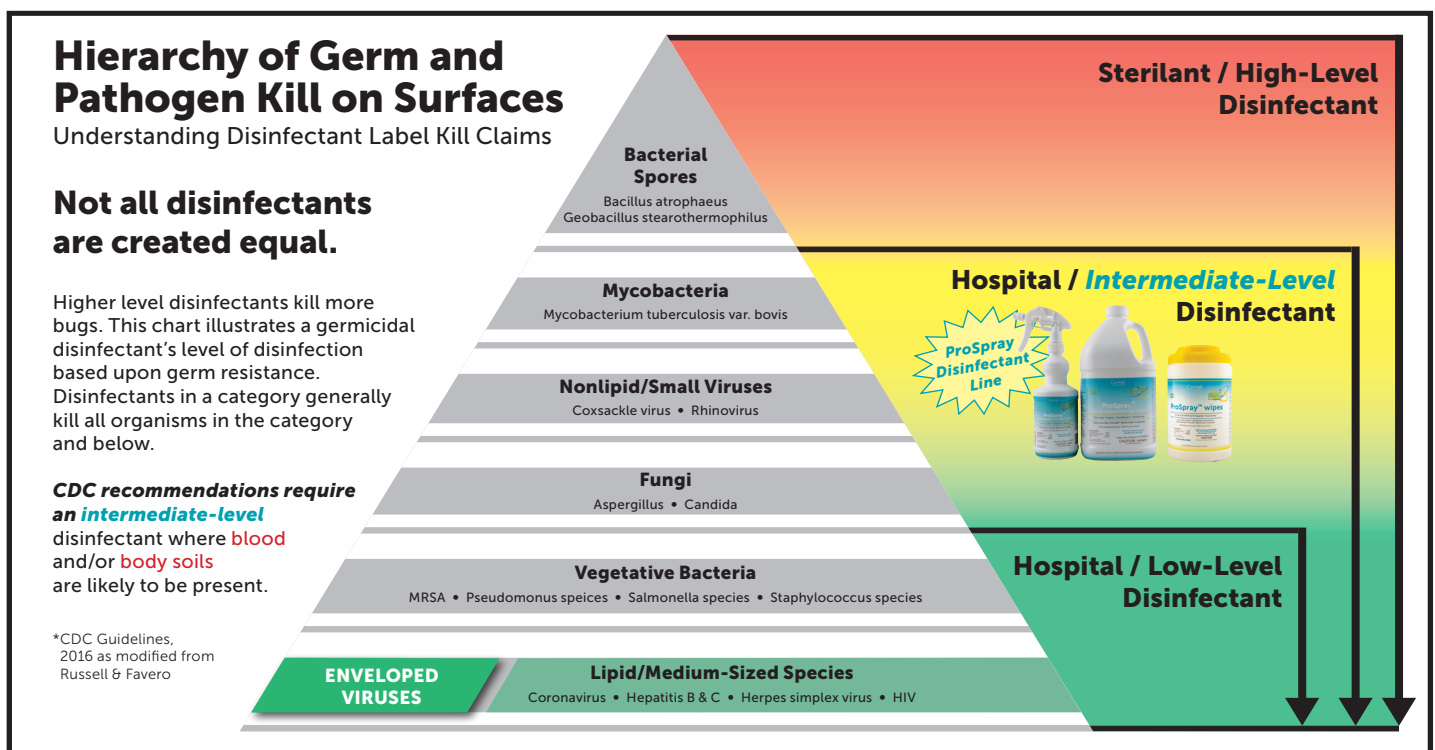 Hierarchy of Germ and
Pathogen Kill on Surfaces
Understanding Disinfectant Label Kill Claims
Not all disinfectants
are created equal.
Higher level disinfectants kill more
bugs. This chart illustrates a germicidal
disinfectant's level of disinfection
based upon germ resistance.
Disinfectants in a category generally
kill all organisms in the category
and below.
CDC recommendations require
an intermediate-level
disinfectant where blood
and/or body soils
are likely to be present.
*CDC Guidelines,
2016 as modified from
Russell & Favero
Bacterial
Spores
Bacillus atrophaeus
Geobacillus stearothermophilus
Mycobacteria
Mycobacterium tuberculosis var. bovis
Nonlipid/Small Viruses
Coxsackle virus • Rhinovirus
Fungi
Aspergillus • Candida
Vegetative Bacteria
MRSA • Pseudomonus speices • Salmonella species • Staphylococcus species
ENVELOPED
VIRUSES
Lipid/Medium-Sized Species
Coronavirus • Hepatitis B & C • Herpes simplex virus • HIV
Sterilant / High-Level
Disinfectant
Hospital / Intermediate-Level
Disinfectant
ProSpray
Disinfectant
Line
ProSpray
ProSpray™ wipes
Hospital / Low-Level
Disinfectant